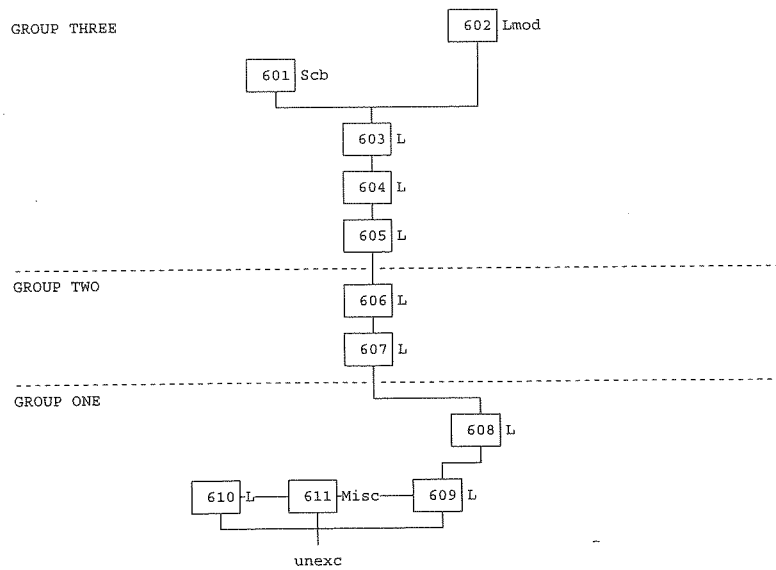 GROUP THREE
602 Lmod
601 Scb
603 L
604 L
605 L
GROUP TWO
606 L
607 L
GROUP ONE
608 L
610 L 611 Misc 609 L
unexc